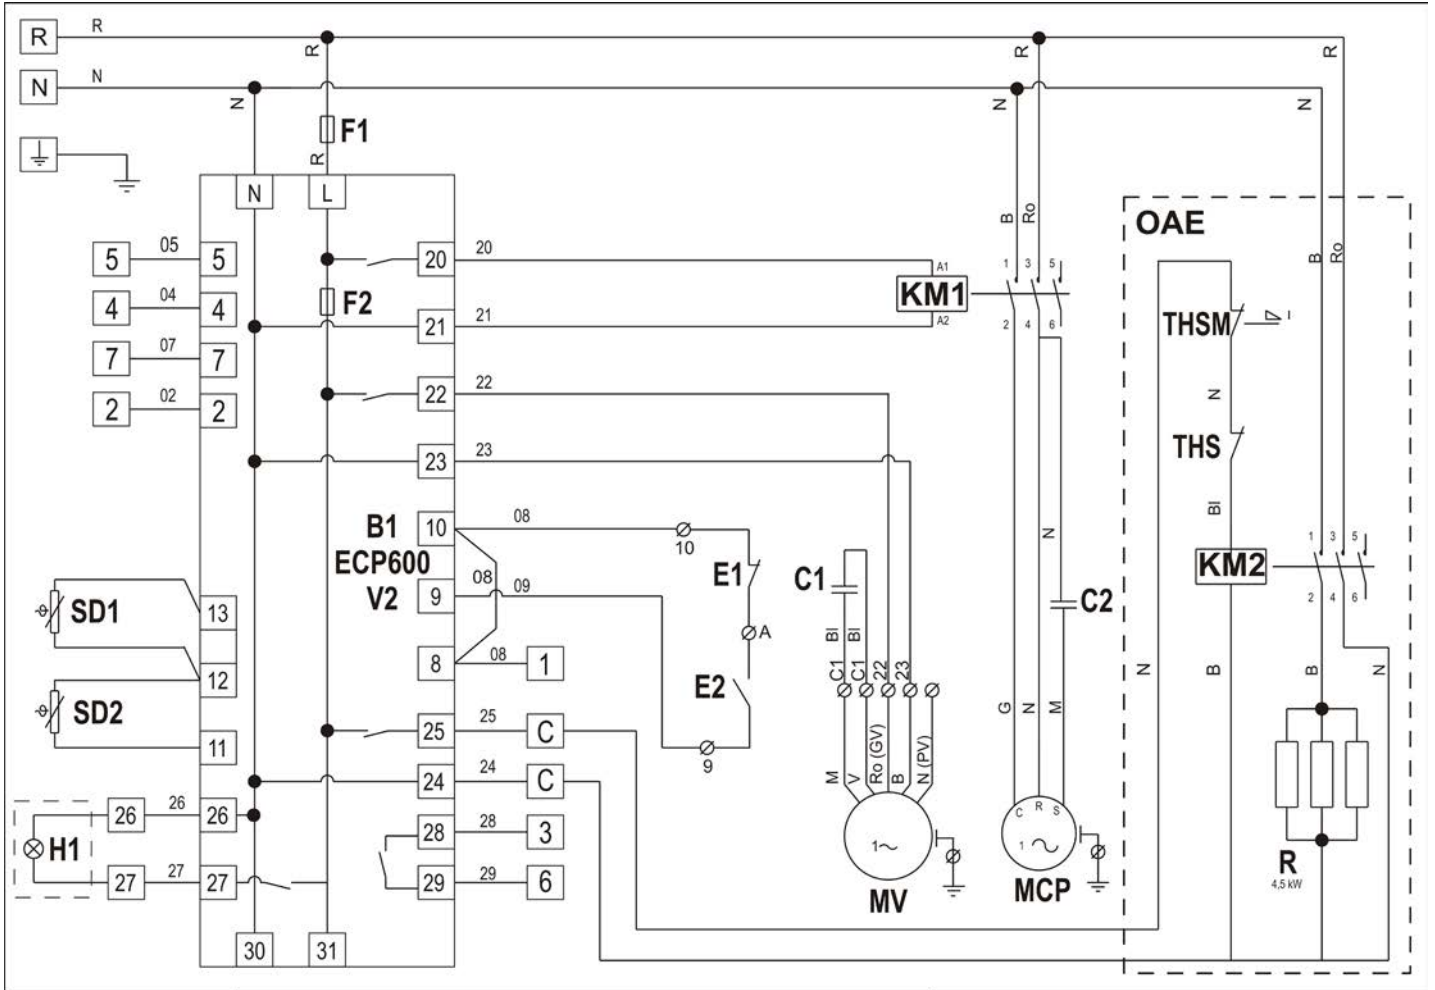 R R R R R
N N N N N
F1
R
N L
OAE
B Ro B Ro
5 05 5 20 20
A1 1 3 5
KM1
4 04 4 F2
21 21 A2 2 4 6
THSM
7 07 7
2 02 2 22 22
N
23 23
THS
B1 10 08
10
Bl
N
ECP600
V2
08
9 09
E1
C1
C2
KM2
1 3 5
2 4 6
SD1 13
A
8 08 1
12
E2
Bl Bl
C1 C1 22 23
N B B N
SD2
11
25 25 C
9
G N M
M V Ro (GV) B N (PV)
24 24 C
26 26 26
H1
28 28 3
1~
MV
C R S
1
MCP
R
4,5 kW
27 27 27
29 29 6
30 31